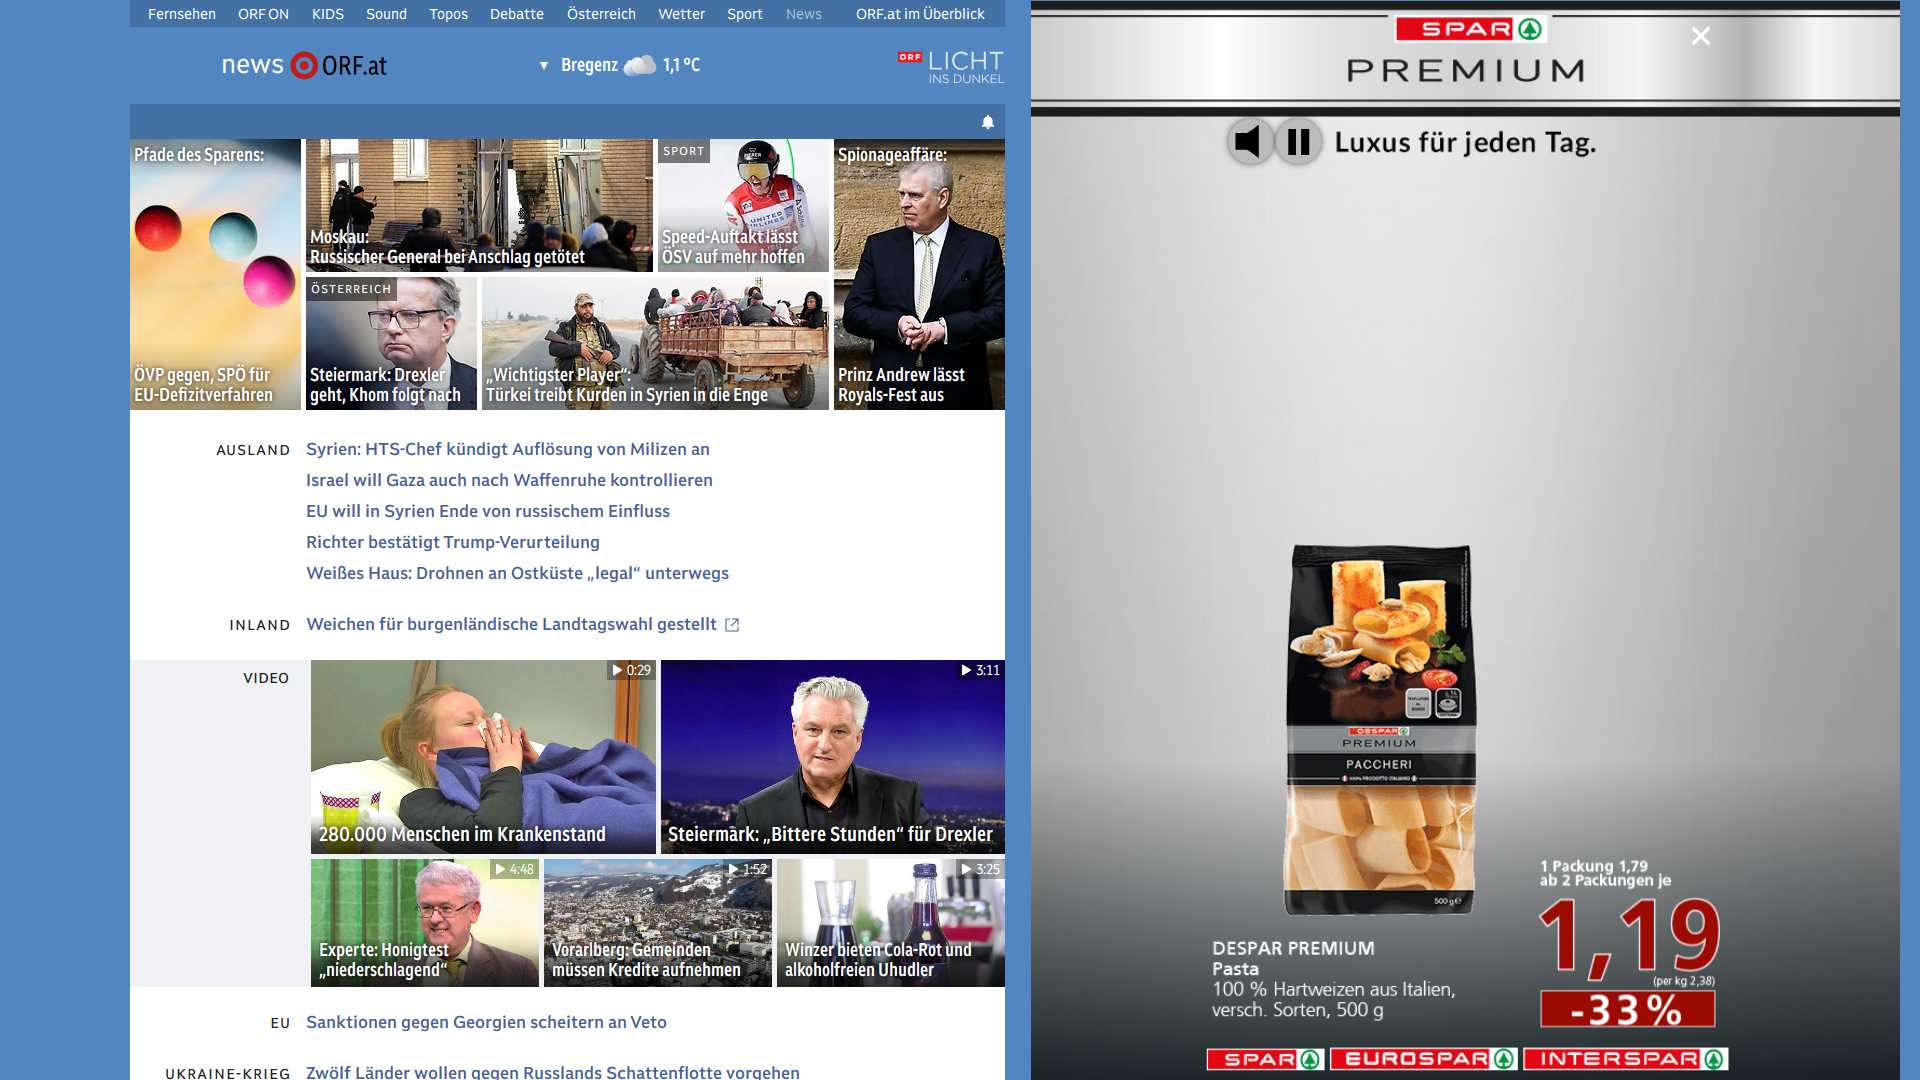 Fernsehen ORF ON KIDS Sound Topos Debatte Österreich Wetter Sport News ORF.at im Überblick
news ORF.at
▼ Bregenz 1,1 °C
ORF LICHT
INS DUNKEL
Pfade des Sparens:
ÖVP gegen, SPÖ für
EU-Defizitverfahren
Moskau:
Russischer General bei Anschlag getötet
SPORT
UNITED
Speed-Auftakt lässt
ÖSV auf mehr hoffen
Spionageaffäre:
Prinz Andrew lässt
Royals-Fest aus
ÖSTERREICH
Steiermark: Drexler
geht, Khom folgt nach
„Wichtigster Player“:
Türkei treibt Kurden in Syrien in die Enge
AUSLAND
Syrien: HTS-Chef kündigt Auflösung von Milizen an
Israel will Gaza auch nach Waffenruhe kontrollieren
EU will in Syrien Ende von russischem Einfluss
Richter bestätigt Trump-Verurteilung
Weißes Haus: Drohnen an Ostküste „legal“ unterwegs
INLAND
Weichen für burgenländische Landtagswahl gestellt
VIDEO
0:29
280.000 Menschen im Krankenstand
3:11
Steiermark: „Bittere Stunden“ für Drexler
4:48
Experte: Honigtest
„niederschlagend“
1:52
Vorarlberg: Gemeinden
müssen Kredite aufnehmen
3:25
Winzer bieten Cola-Rot und
alkoholfreien Uhudler
EU
Sanktionen gegen Georgien scheitern an Veto
UKRAINE-KRIEG
Zwölf Länder wollen gegen Russlands Schattenflotte vorgehen
SPAR
PREMIUM
Luxus für jeden Tag.
DESPAR
PREMIUM
PACCHERI
100% PRODOTTO ITALIANO
500 g e
1 Packung 1,79
ab 2 Packungen je
1,19
(per kg 2,38)
-33%
DESPAR PREMIUM
Pasta
100 % Hartweizen aus Italien,
versch. Sorten, 500 g
SPAR EUROSPAR INTERSPAR